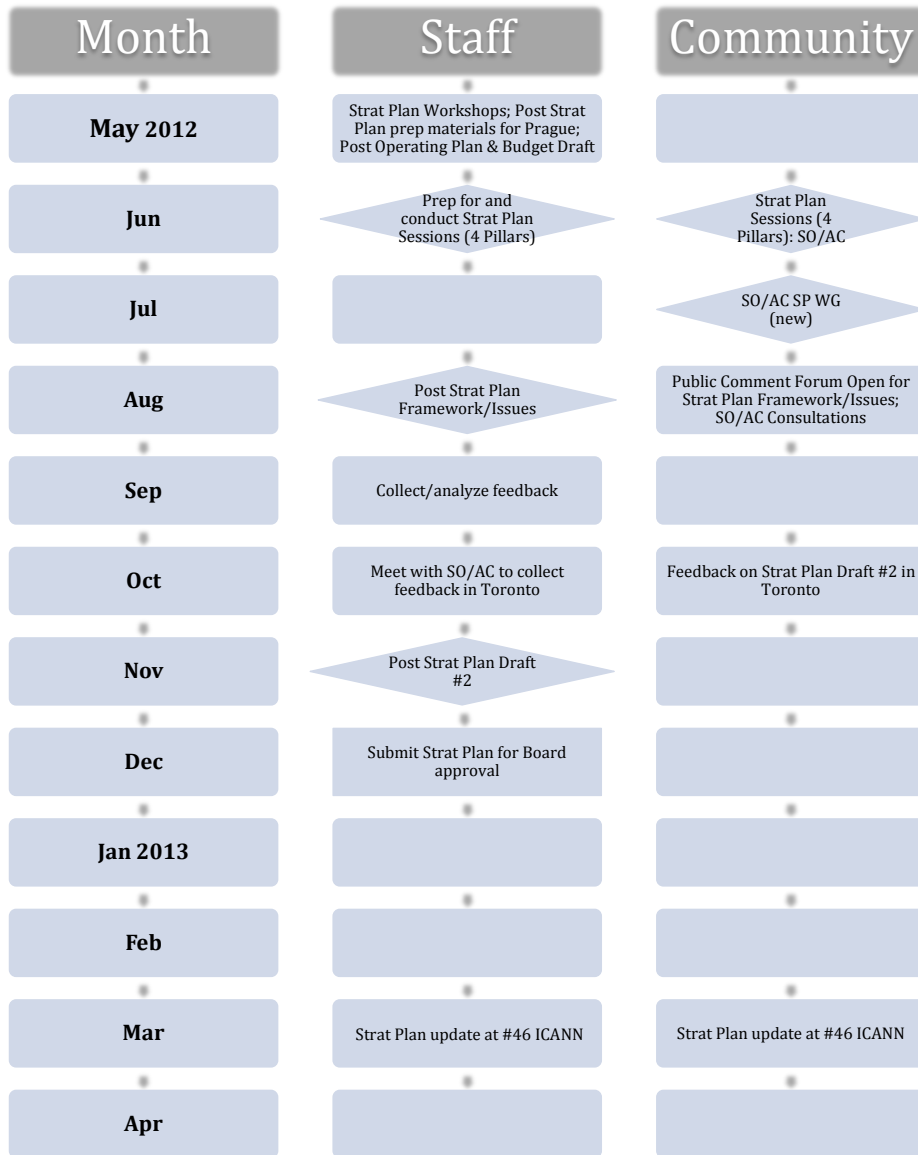 Month
Staff
Community
May 2012
Strat Plan Workshops; Post Strat
Plan prep materials for Prague;
Post Operating Plan & Budget Draft
Jun
Prep for and
conduct Strat Plan
Sessions (4 Pillars)
Strat Plan
Sessions (4
Pillars): SO/AC
Jul
SO/AC SP WG
(new)
Aug
Post Strat Plan
Framework/Issues
Public Comment Forum Open for
Strat Plan Framework/Issues;
SO/AC Consultations
Sep
Collect/analyze feedback
Oct
Meet with SO/AC to collect
feedback in Toronto
Feedback on Strat Plan Draft #2 in
Toronto
Nov
Post Strat Plan Draft
#2
Dec
Submit Strat Plan for Board
approval
Jan 2013
Feb
Mar
Strat Plan update at #46 ICANN
Strat Plan update at #46 ICANN
Apr